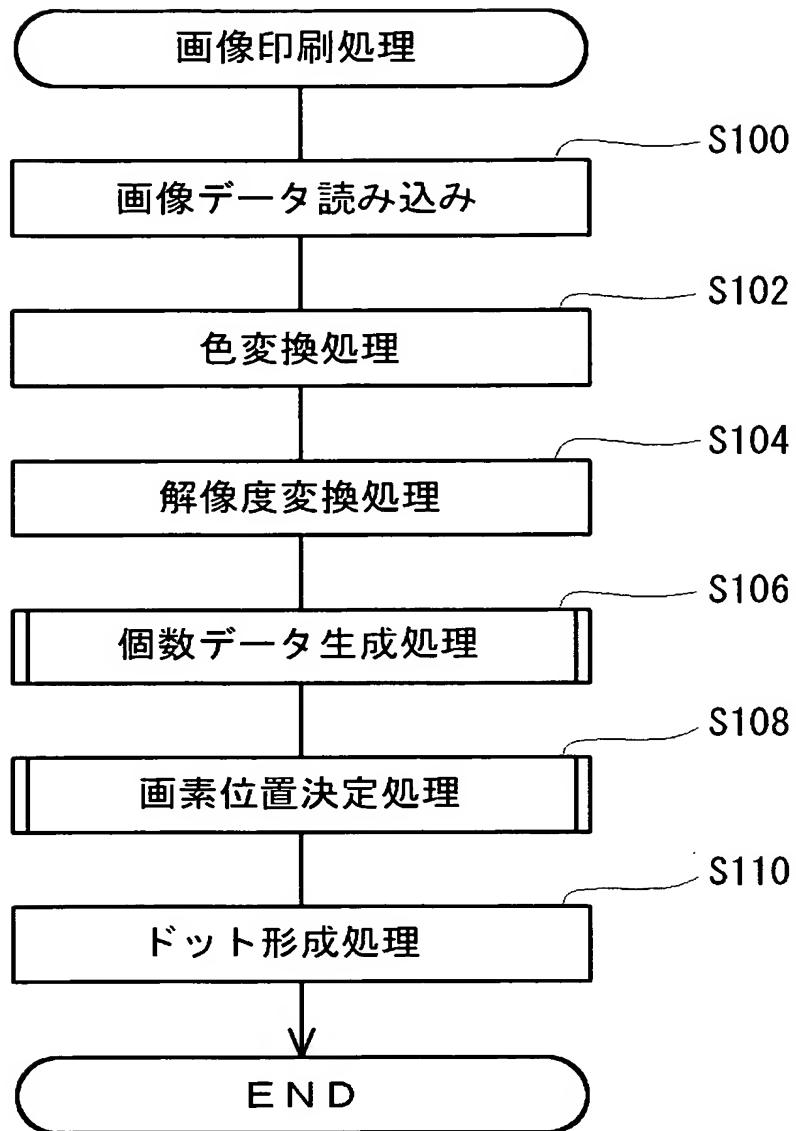 画像印刷処理
S100
画像データ読み込み
S102
色変換処理
S104
解像度変換処理
S106
個数データ生成処理
S108
画素位置決定処理
S110
ドット形成処理
END